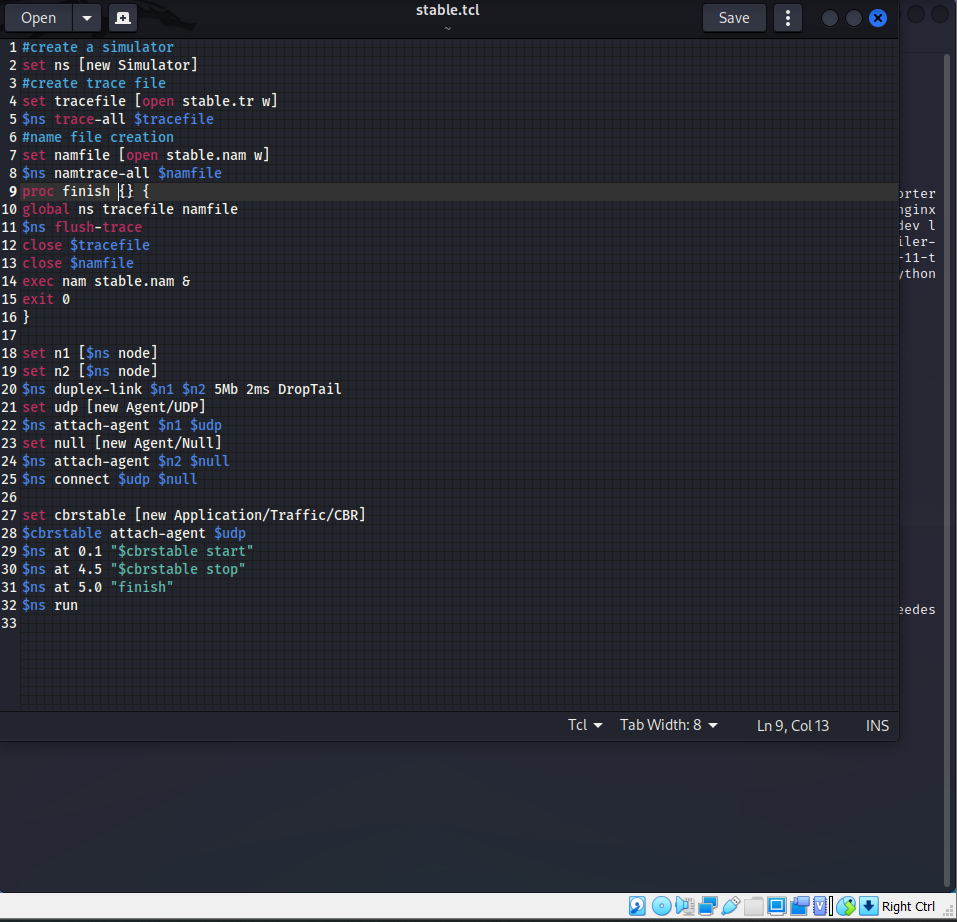 Open
stable.tcl
~
Save
1 #create a simulator
2 set ns [new Simulator]
3 #create trace file
4 set tracefile [open stable.tr w]
5 $ns trace-all $tracefile
6 #name file creation
7 set namfile [open stable.nam w]
8 $ns namtrace-all $namfile
9 proc finish {} {
10 global ns tracefile namfile
11 $ns flush-trace
12 close $tracefile
13 close $namfile
14 exec nam stable.nam &
15 exit 0
16 }
17
18 set n1 [$ns node]
19 set n2 [$ns node]
20 $ns duplex-link $n1 $n2 5Mb 2ms DropTail
21 set udp [new Agent/UDP]
22 $ns attach-agent $n1 $udp
23 set null [new Agent/Null]
24 $ns attach-agent $n2 $null
25 $ns connect $udp $null
26
27 set cbrstable [new Application/Traffic/CBR]
28 $cbrstable attach-agent $udp
29 $ns at 0.1 "$cbrstable start"
30 $ns at 4.5 "$cbrstable stop"
31 $ns at 5.0 "finish"
32 $ns run
33
orter
nginx
dev l
iler-
-11-t
ython
eedes
Tcl
Tab Width: 8
Ln 9, Col 13
INS
Right Ctrl